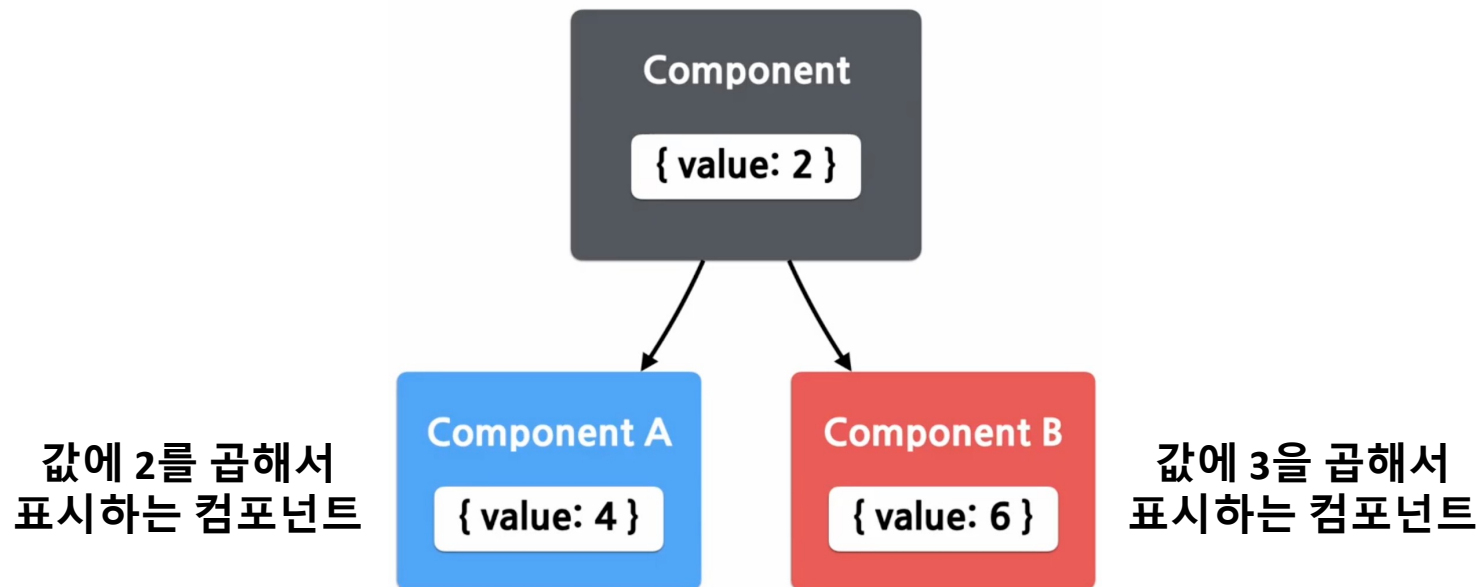 Component
{ value: 2 }
Component A
{ value: 4 }
값에 2를 곱해서
표시하는 컴포넌트
Component B
{ value: 6 }
값에 3을 곱해서
표시하는 컴포넌트